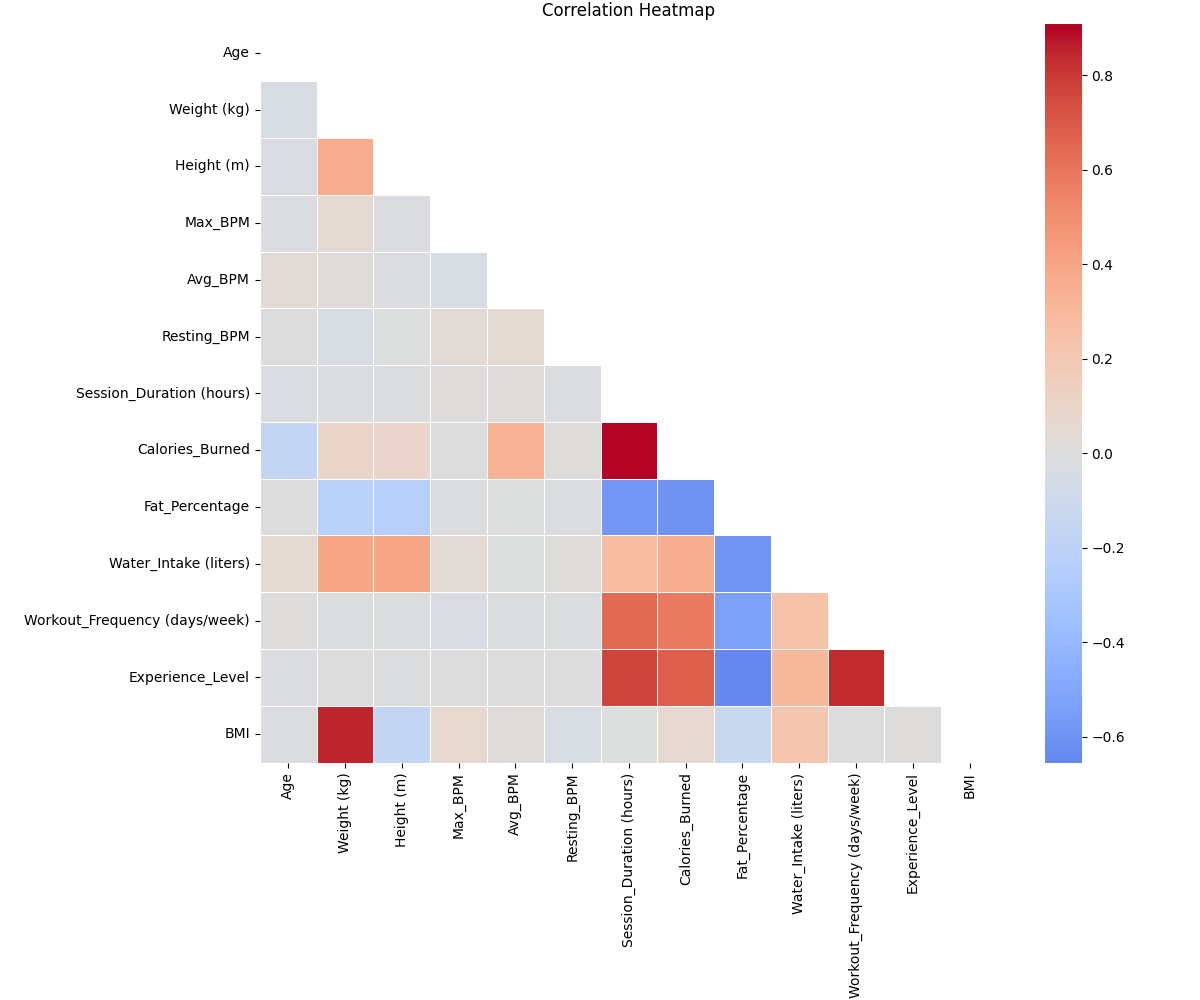 Correlation Heatmap
Age
Weight (kg)
Height (m)
Max_BPM
Avg_BPM
Resting_BPM
Session_Duration (hours)
Calories_Burned
Fat_Percentage
Water_Intake (liters)
Workout_Frequency (days/week)
Experience_Level
BMI
Age
Weight (kg)
Height (m)
Max_BPM
Avg_BPM
Resting_BPM
Session_Duration (hours)
Calories_Burned
Fat_Percentage
Water_Intake (liters)
Workout_Frequency (days/week)
Experience_Level
BMI
0.8
0.6
0.4
0.2
0.0
−0.2
−0.4
−0.6